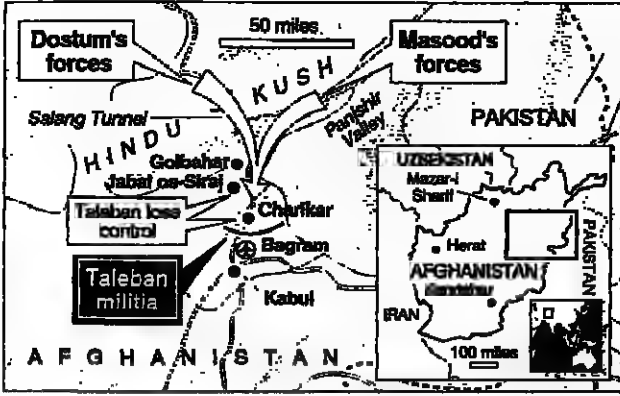 Dostum's
forces
50 miles
Masood's
forces
KUSH
Salang Tunnel
HINDU
Panjshir
Valley
PAKISTAN
Golbahar
Jabal os-Siraj
Taleban lose
control
Charikar
Bagram
Taleban
militia
Kabul
AFGHANISTAN
UZBEKISTAN
Mazar-i
Sharif
Herat
PAKISTAN
AFGHANISTAN
Kandahar
IRAN
100 miles